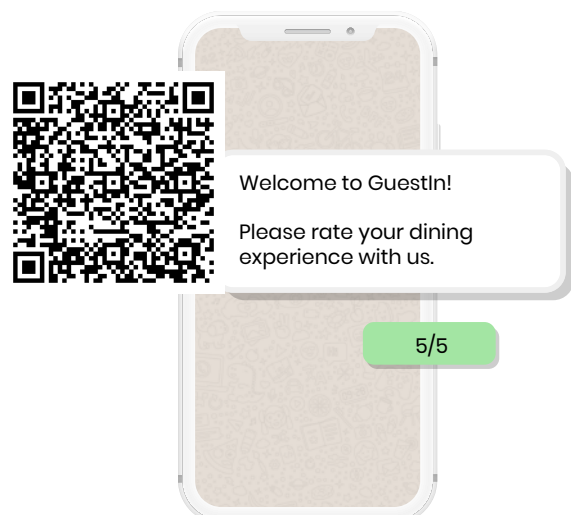 Welcome to GuestIn!
Please rate your dining
experience with us.
5/5